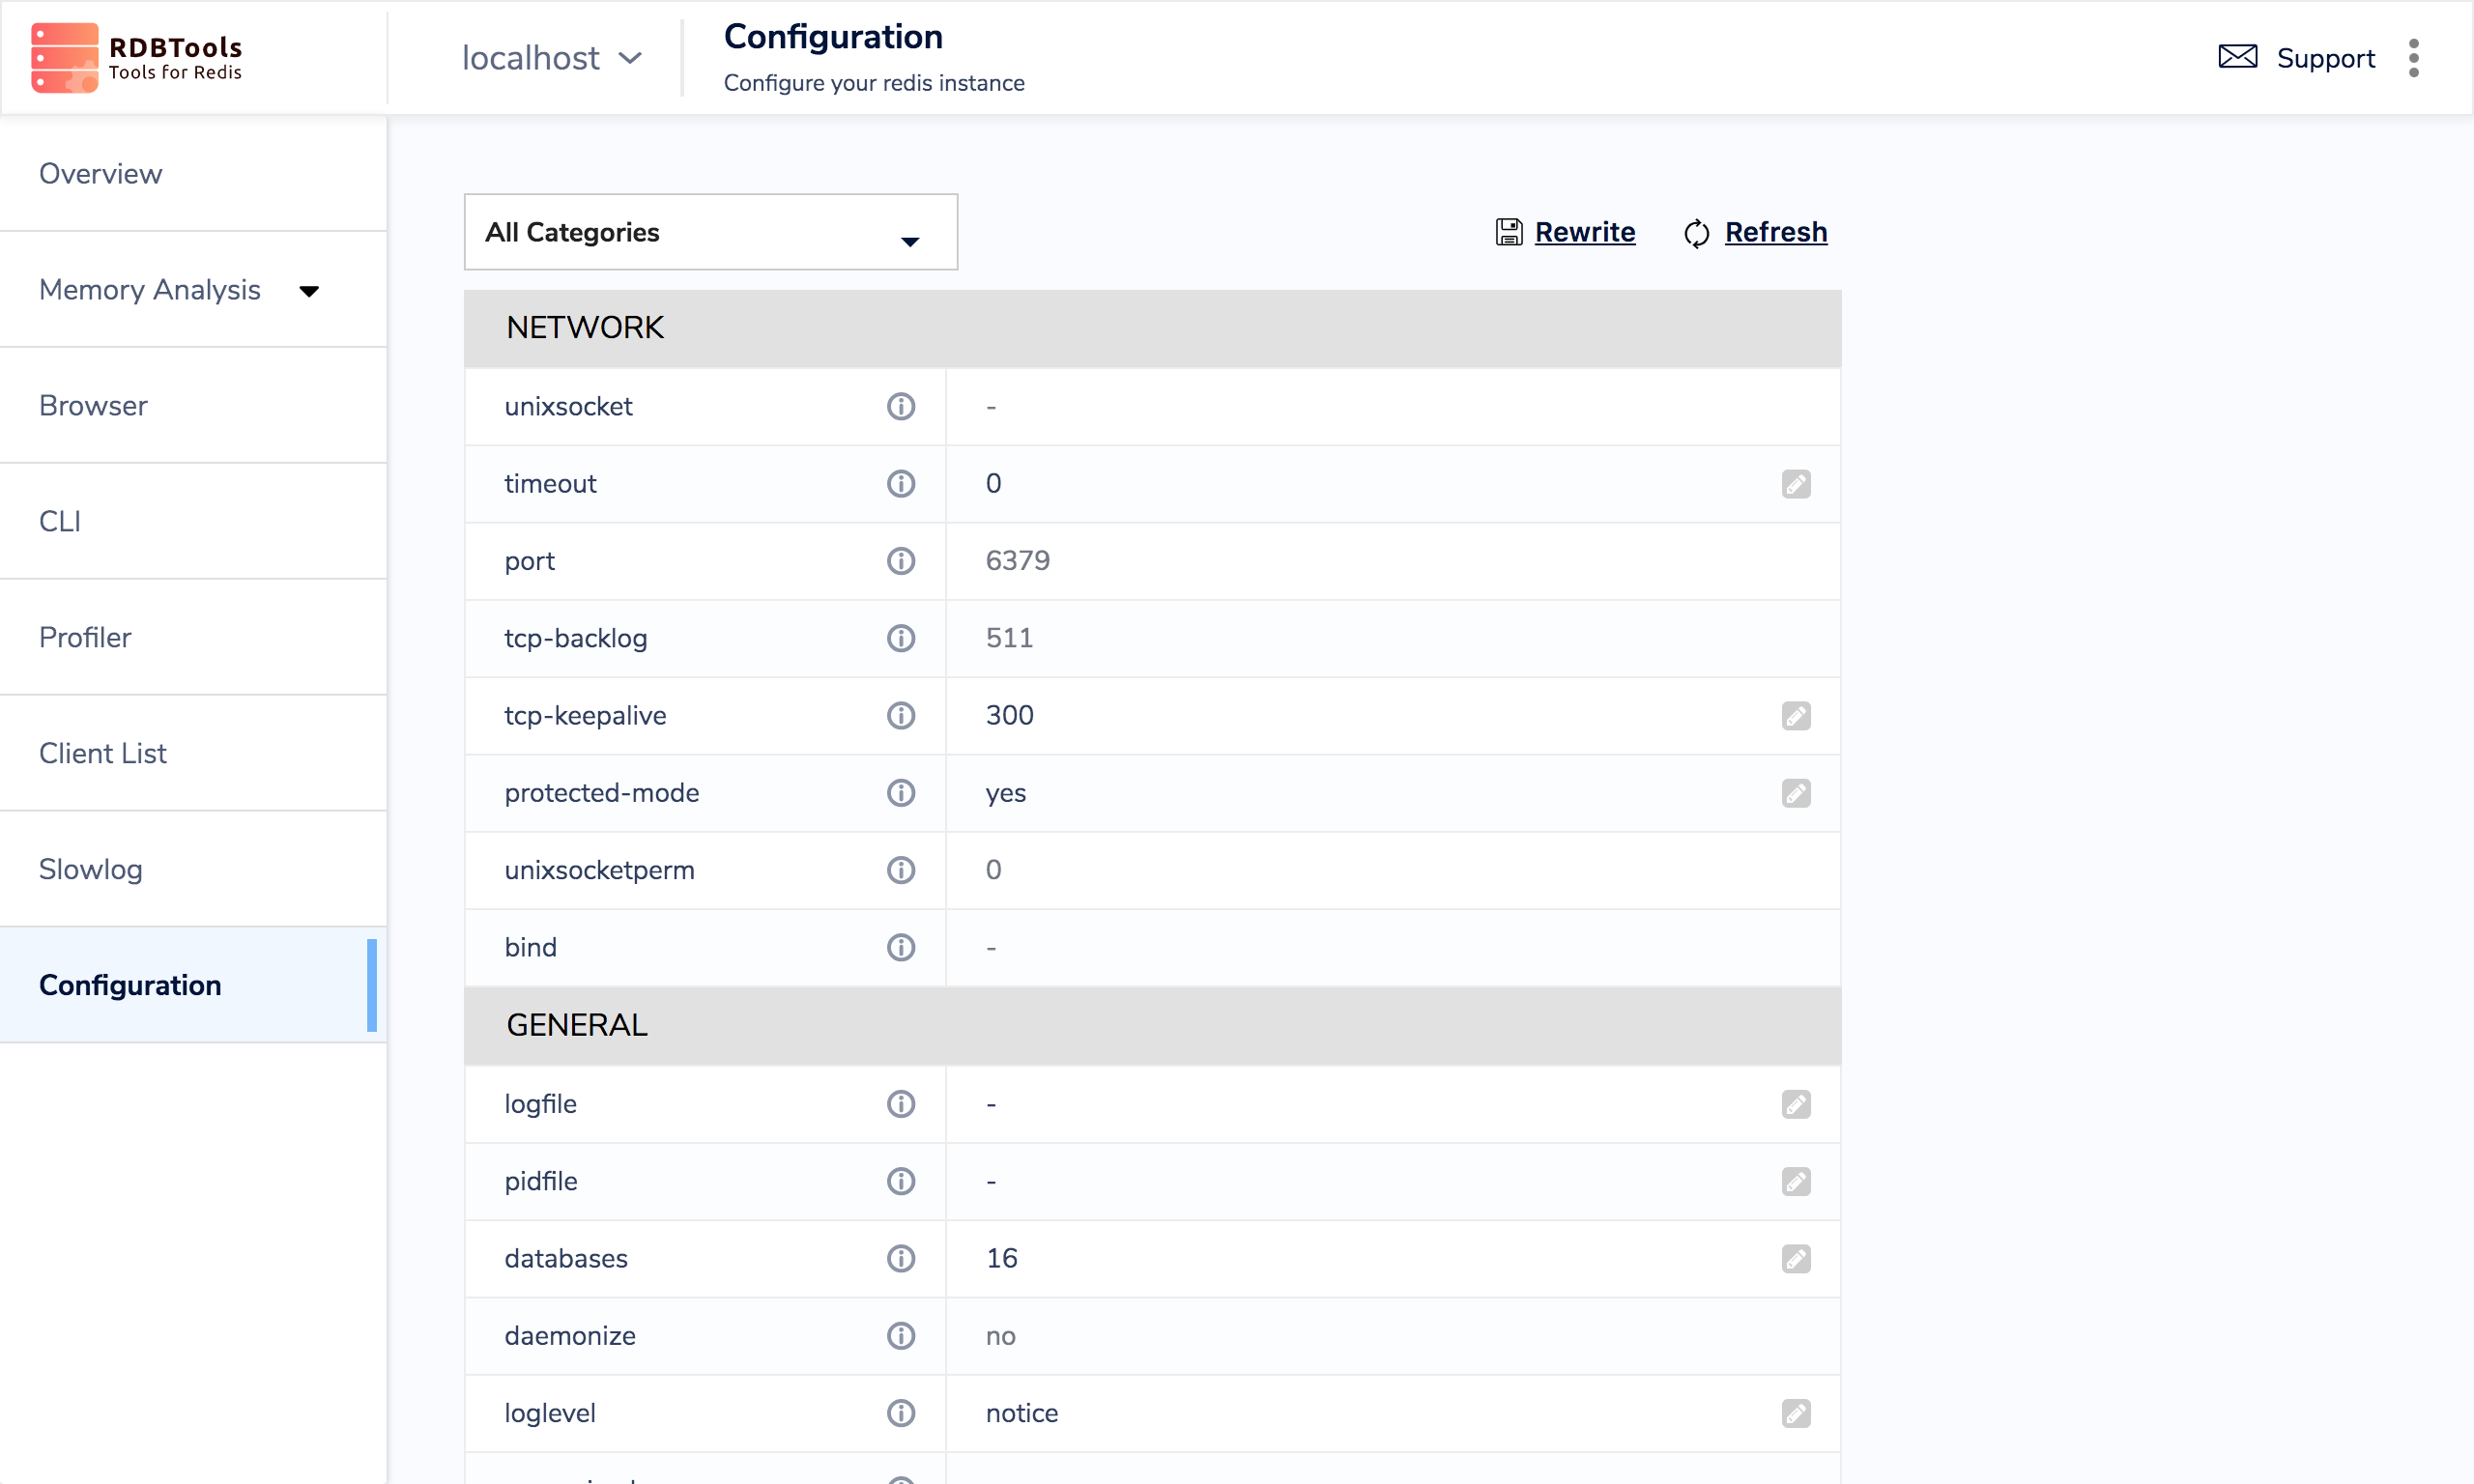 RDBTools
Tools for Redis
localhost
Configuration
Configure your redis instance
Support
Overview
Memory Analysis
Browser
CLI
Profiler
Client List
Slowlog
Configuration
All Categories
Rewrite
Refresh
NETWORK
unixsocket -
timeout 0
port 6379
tcp-backlog 511
tcp-keepalive 300
protected-mode yes
unixsocketperm 0
bind -
GENERAL
logfile -
pidfile -
databases 16
daemonize no
loglevel notice